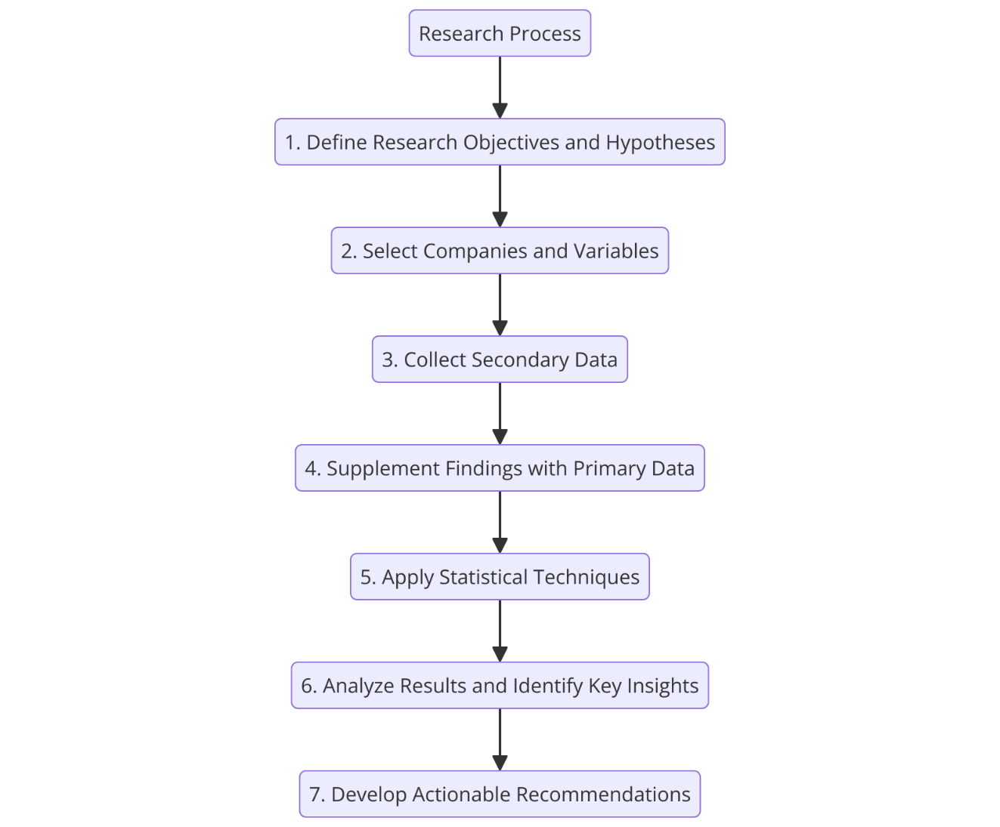 Research Process
1. Define Research Objectives and Hypotheses
2. Select Companies and Variables
3. Collect Secondary Data
4. Supplement Findings with Primary Data
5. Apply Statistical Techniques
6. Analyze Results and Identify Key Insights
7. Develop Actionable Recommendations